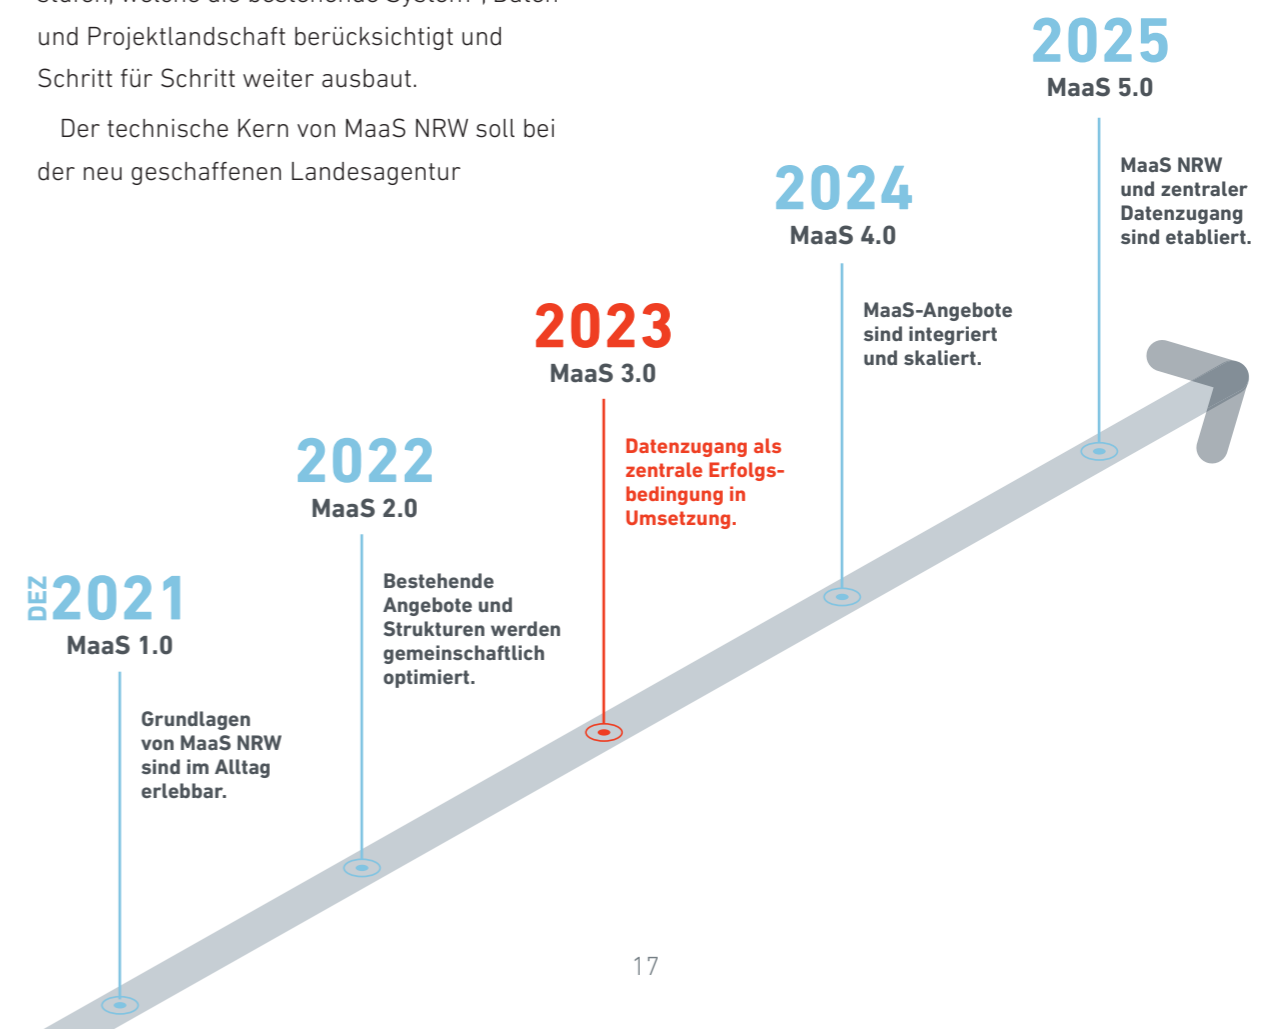 und Projektlandschaft berücksichtigt und
Schritt für Schritt weiter ausbaut.
Der technische Kern von MaaS NRW soll bei
der neu geschaffenen Landesagentur
2025
MaaS 5.0
MaaS NRW
und zentraler
Datenzugang
sind etabliert.
2024
MaaS 4.0
MaaS-Angebote
sind integriert
und skaliert.
2023
MaaS 3.0
Datenzugang als
zentrale Erfolgs-
bedingung in
Umsetzung.
2022
MaaS 2.0
Bestehende
Angebote und
Strukturen werden
gemeinschaftlich
optimiert.
DEZ 2021
MaaS 1.0
Grundlagen
von MaaS NRW
sind im Alltag
erlebbar.
17